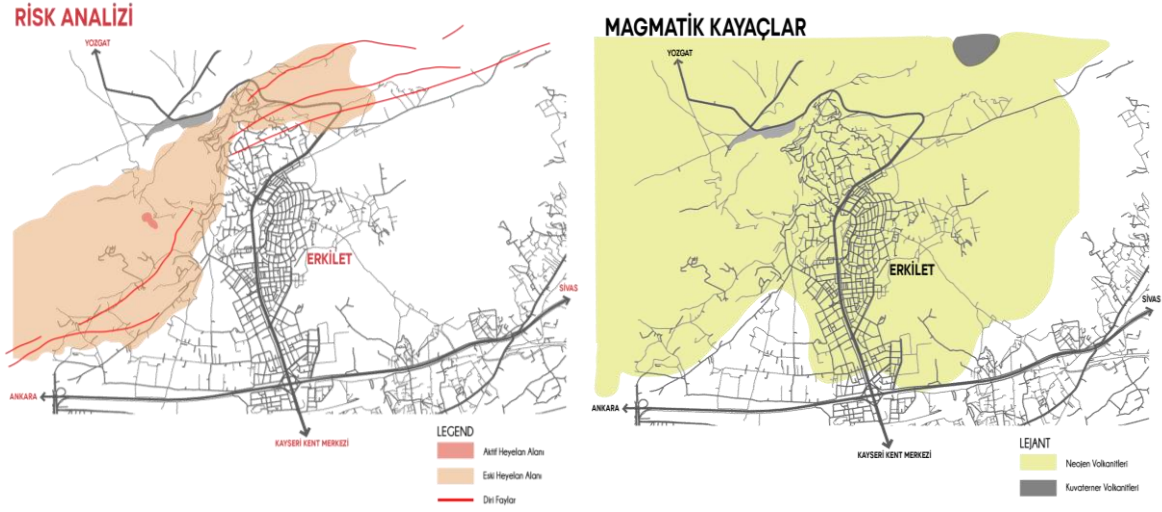 RİSK ANALİZİ
YOZGAT
ERKİLET
SİVAS
ANKARA
KAYSERİ KENT MERKEZİ
LEGEND
Aktif Heyelan Alanı
Eski Heyelan Alanı
Diri Faylar
MAGMATİK KAYAÇLAR
YOZGAT
ERKİLET
SİVAS
ANKARA
KAYSERİ KENT MERKEZİ
LEJANT
Neojen Volkanitleri
Kuvaterner Volkanitleri